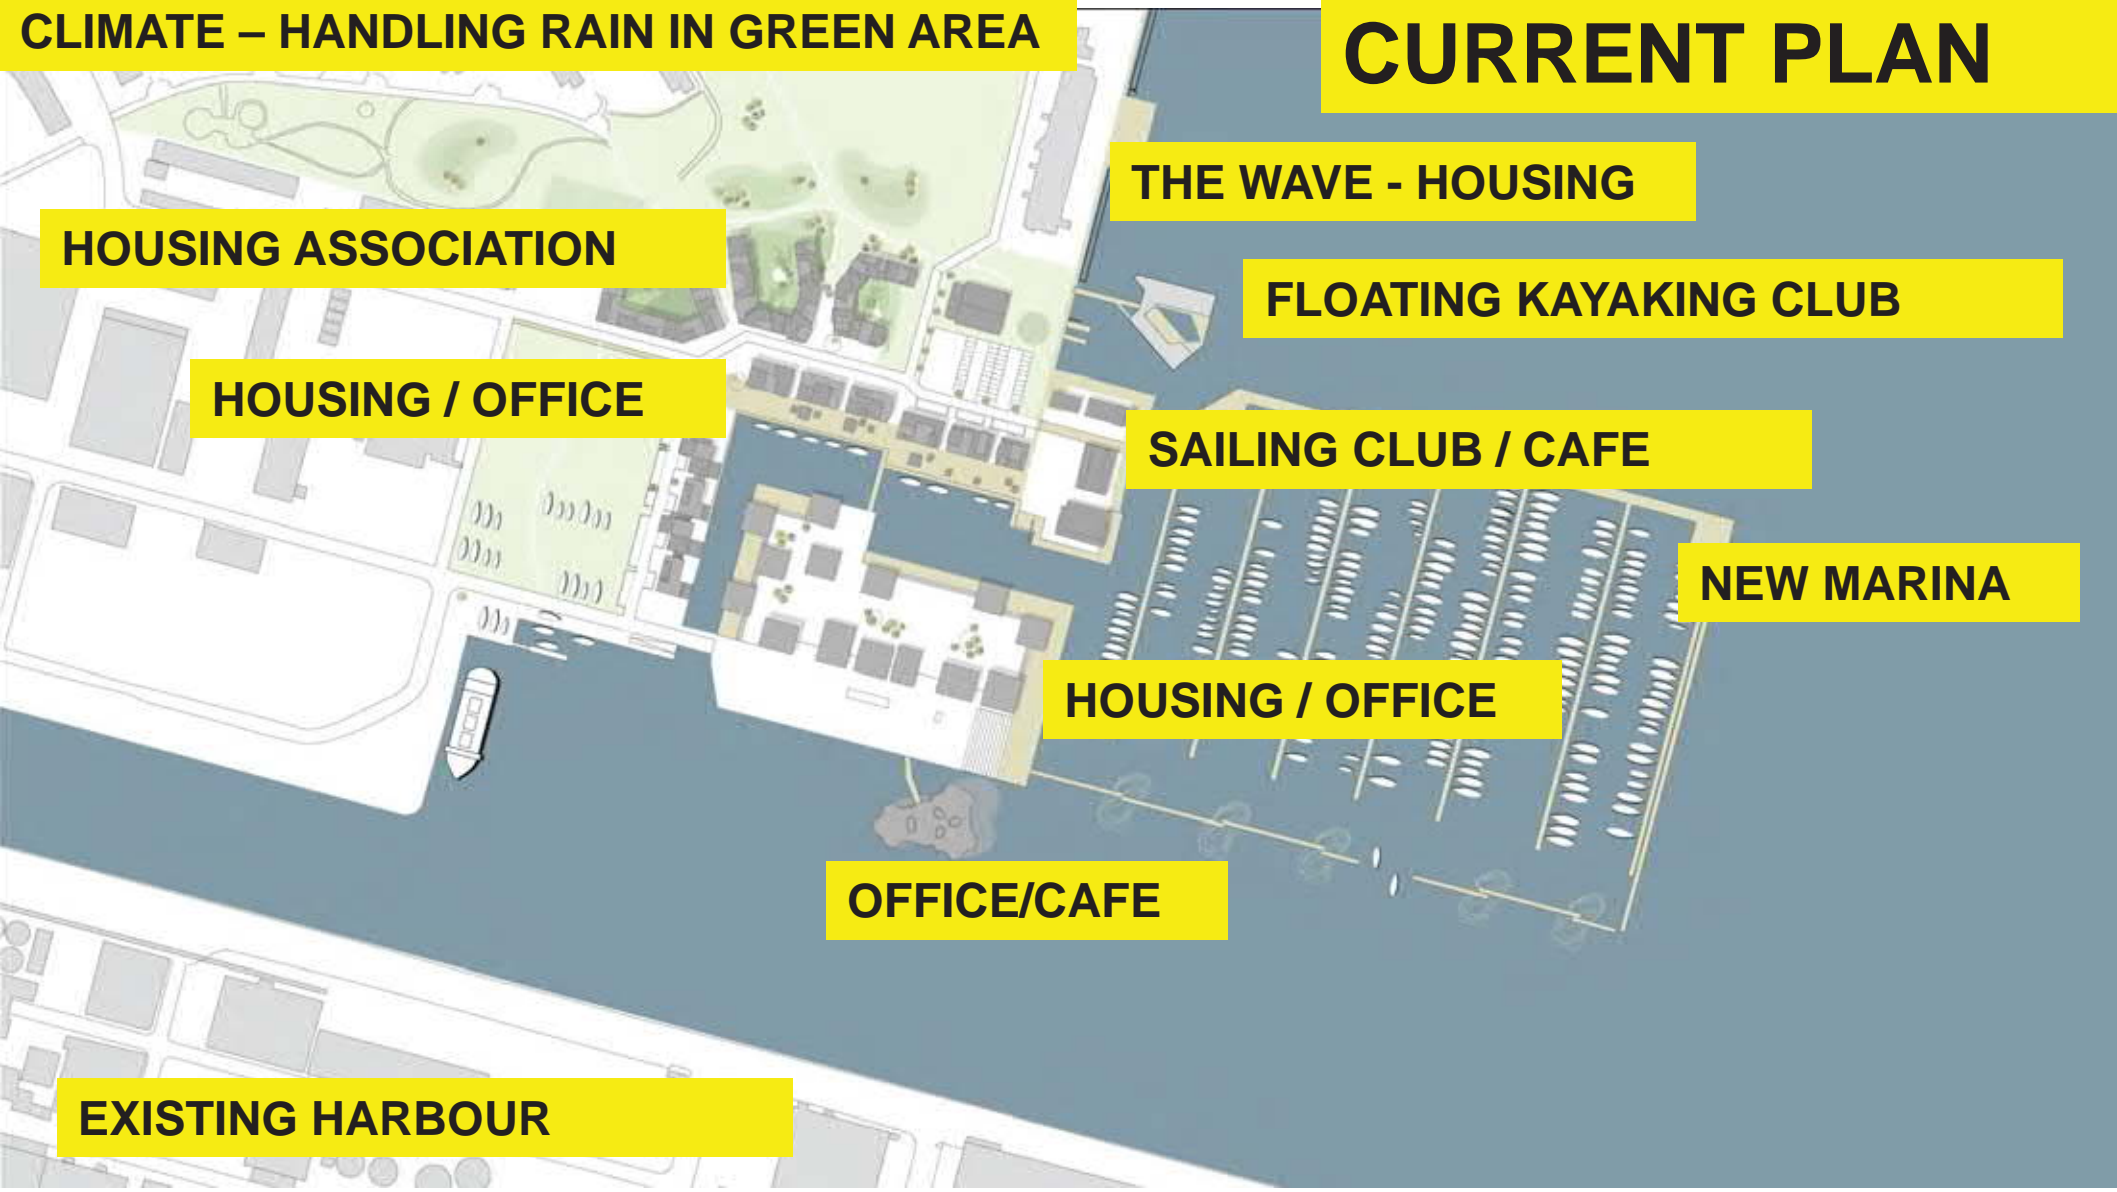 CLIMATE – HANDLING RAIN IN GREEN AREA
CURRENT PLAN
THE WAVE - HOUSING
HOUSING ASSOCIATION
FLOATING KAYAKING CLUB
HOUSING / OFFICE
SAILING CLUB / CAFE
NEW MARINA
HOUSING / OFFICE
OFFICE/CAFE
EXISTING HARBOUR